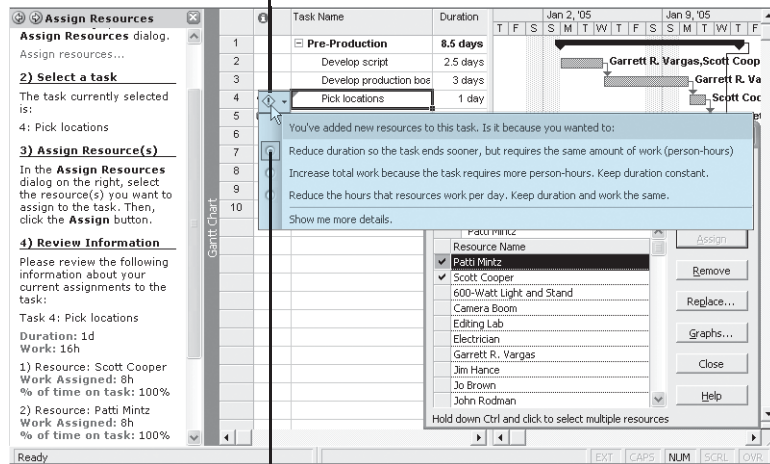 Assign Resources
Assign Resources dialog.
Assign resources...
2) Select a task
The task currently selected
is:
4: Pick locations
3) Assign Resource(s)
In the Assign Resources
dialog on the right, select
the resource(s) you want to
assign to the task. Then,
click the Assign button.
4) Review Information
Please review the following
information about your
current assignments to the
task:
Task 4: Pick locations
Duration: 1d
Work: 16h
1) Resource: Scott Cooper
Work Assigned: 8h
% of time on task: 100%
2) Resource: Patti Mintz
Work Assigned: 8h
% of time on task: 100%
Gantt Chart
Task Name Duration
Jan 2, '05 Jan 9, '05
T F S S M T W T F S S M T W T F
1 Pre-Production 8.5 days
2 Develop script 2.5 days
Garrett R. Vargas,Scott Coop
3 Develop production boa 3 days
Garrett R. Va
4 Pick locations 1 day
Scott Coo
5
6
7
8
9
10
You've added new resources to this task. Is it because you wanted to:
Reduce duration so the task ends sooner, but requires the same amount of work (person-hours)
Increase total work because the task requires more person-hours. Keep duration constant.
Reduce the hours that resources work per day. Keep duration and work the same.
Show me more details.
Patti Mintz
Resource Name
Patti Mintz
Scott Cooper
600-Watt Light and Stand
Camera Boom
Editing Lab
Electrician
Garrett R. Vargas
Jim Hance
Jo Brown
John Rodman
Assign
Remove
Replace...
Graphs...
Close
Help
Hold down Ctrl and click to select multiple resources
Ready
EXT CAPS NUM SCRL OVR